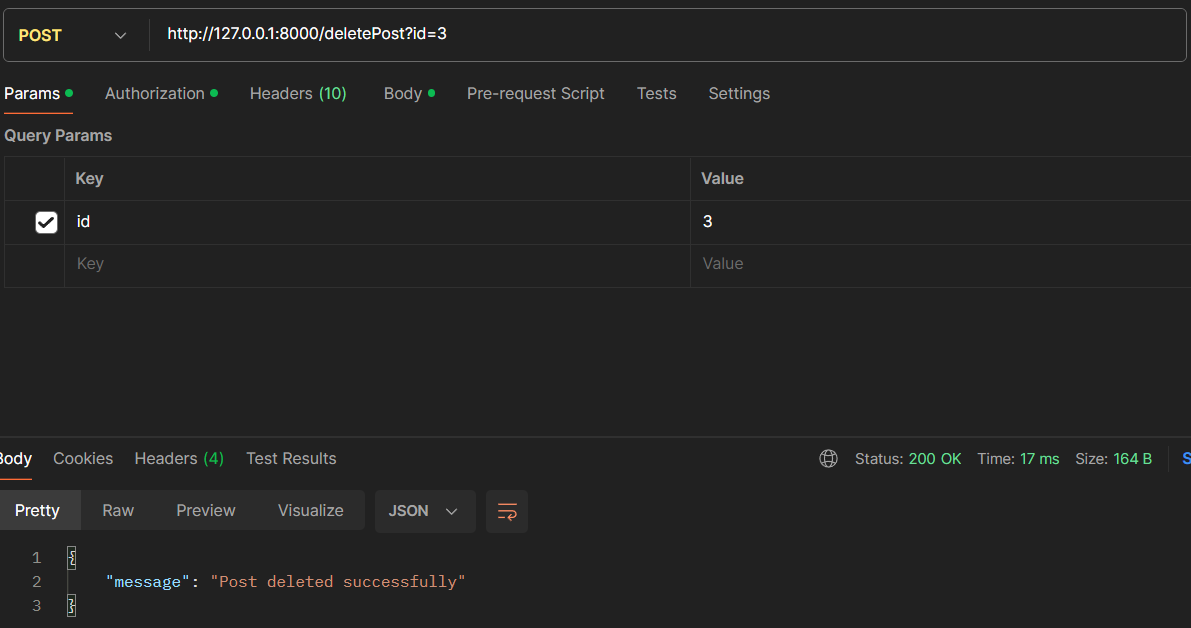 POST http://127.0.0.1:8000/deletePost?id=3
Params Authorization Headers (10) Body Pre-request Script Tests Settings
Query Params
Key Value
id 3
Key Value
Body Cookies Headers (4) Test Results Status: 200 OK Time: 17 ms Size: 164 B S
Pretty Raw Preview Visualize JSON
1 {
2 "message": "Post deleted successfully"
3 }